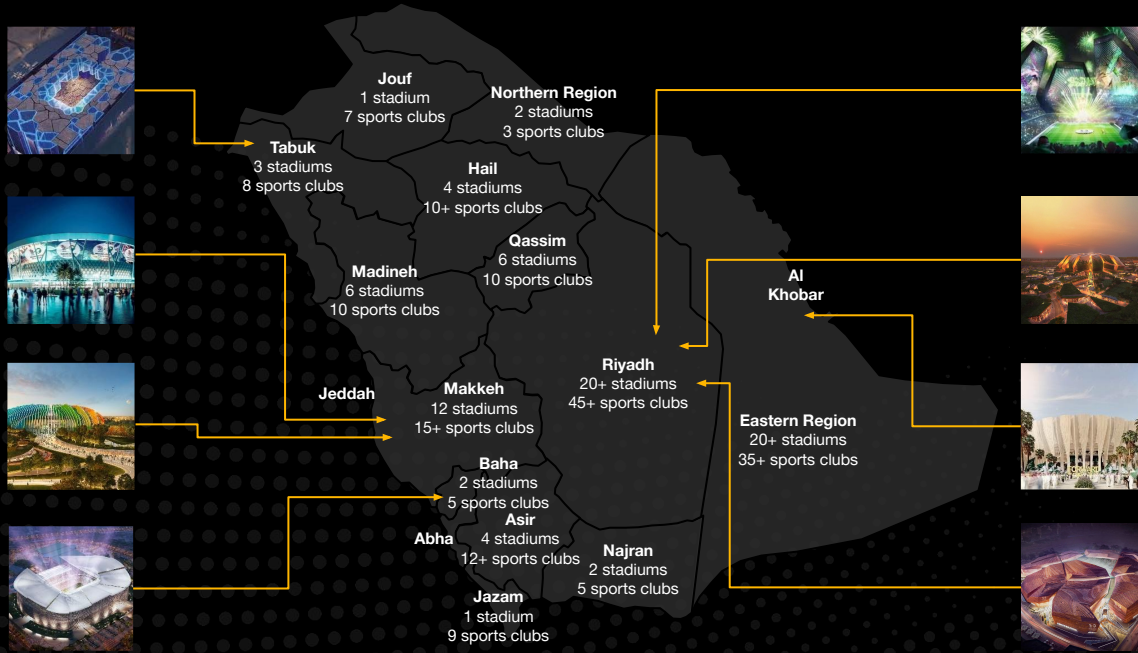 Jouf
1 stadium
7 sports clubs
Northern Region
2 stadiums
3 sports clubs
Tabuk
3 stadiums
8 sports clubs
Hail
4 stadiums
10+ sports clubs
Qassim
6 stadiums
10 sports clubs
Madineh
6 stadiums
10 sports clubs
Al
Khobar
Riyadh
20+ stadiums
45+ sports clubs
Jeddah
Makkeh
12 stadiums
15+ sports clubs
Eastern Region
20+ stadiums
35+ sports clubs
Baha
2 stadiums
5 sports clubs
Abha
Asir
4 stadiums
12+ sports clubs
Najran
2 stadiums
5 sports clubs
Jazam
1 stadium
9 sports clubs
FORWARD